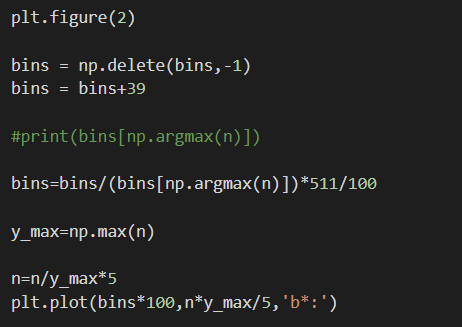 plt.figure(2)
bins = np.delete(bins,-1)
bins = bins+39
#print(bins[np.argmax(n)])
bins=bins/(bins[np.argmax(n)])*511/100
y_max=np.max(n)
n=n/y_max*5
plt.plot(bins*100,n*y_max/5,'b*:')